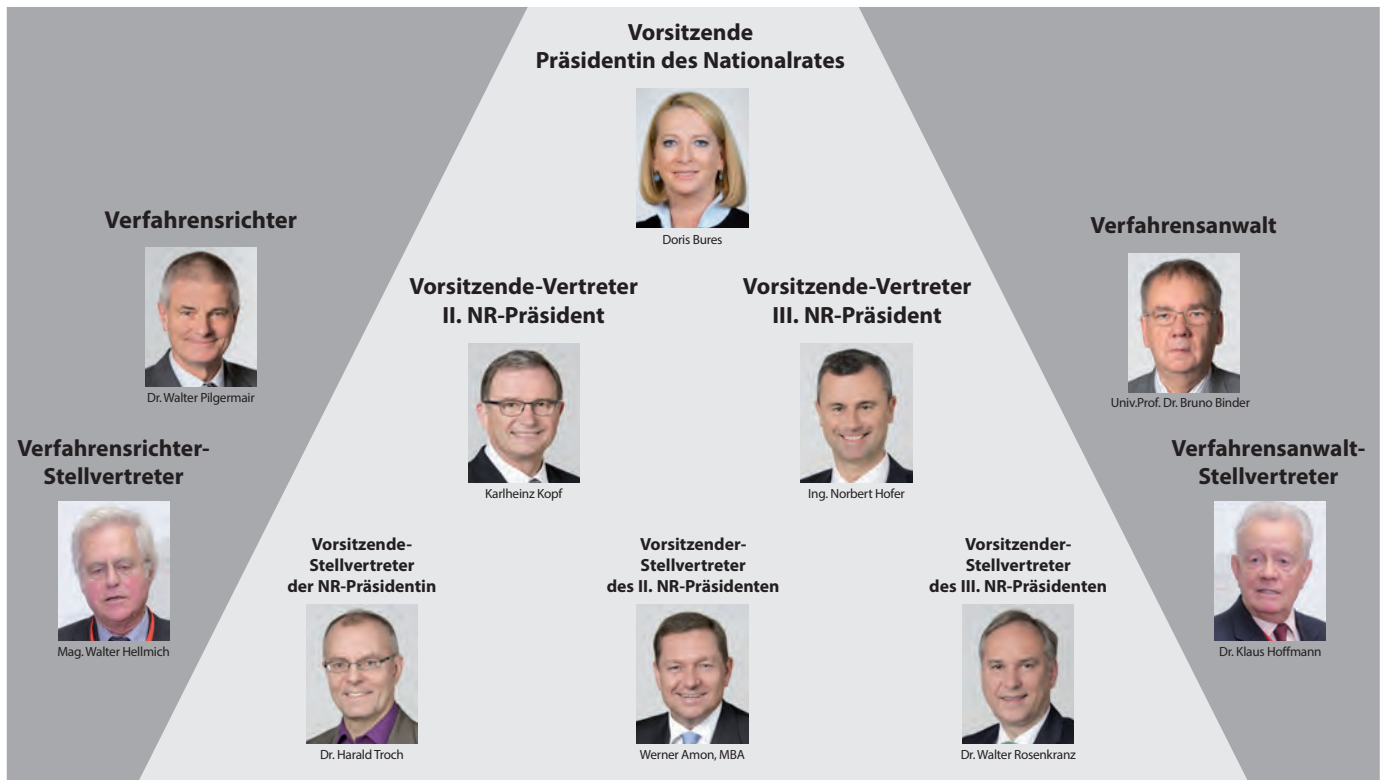 Vorsitzende
Präsidentin des Nationalrates
Doris Bures
Verfahrensrichter
Dr. Walter Pilgermair
Verfahrensanwalt
Univ.Prof. Dr. Bruno Binder
Vorsitzende-Vertreter
II. NR-Präsident
Karlheinz Kopf
Vorsitzende-Vertreter
III. NR-Präsident
Ing. Norbert Hofer
Verfahrensrichter-
Stellvertreter
Mag. Walter Hellmich
Verfahrensanwalt-
Stellvertreter
Dr. Klaus Hoffmann
Vorsitzende-
Stellvertreter
der NR-Präsidentin
Dr. Harald Troch
Vorsitzender-
Stellvertreter
des II. NR-Präsidenten
Werner Amon, MBA
Vorsitzender-
Stellvertreter
des III. NR-Präsidenten
Dr. Walter Rosenkranz